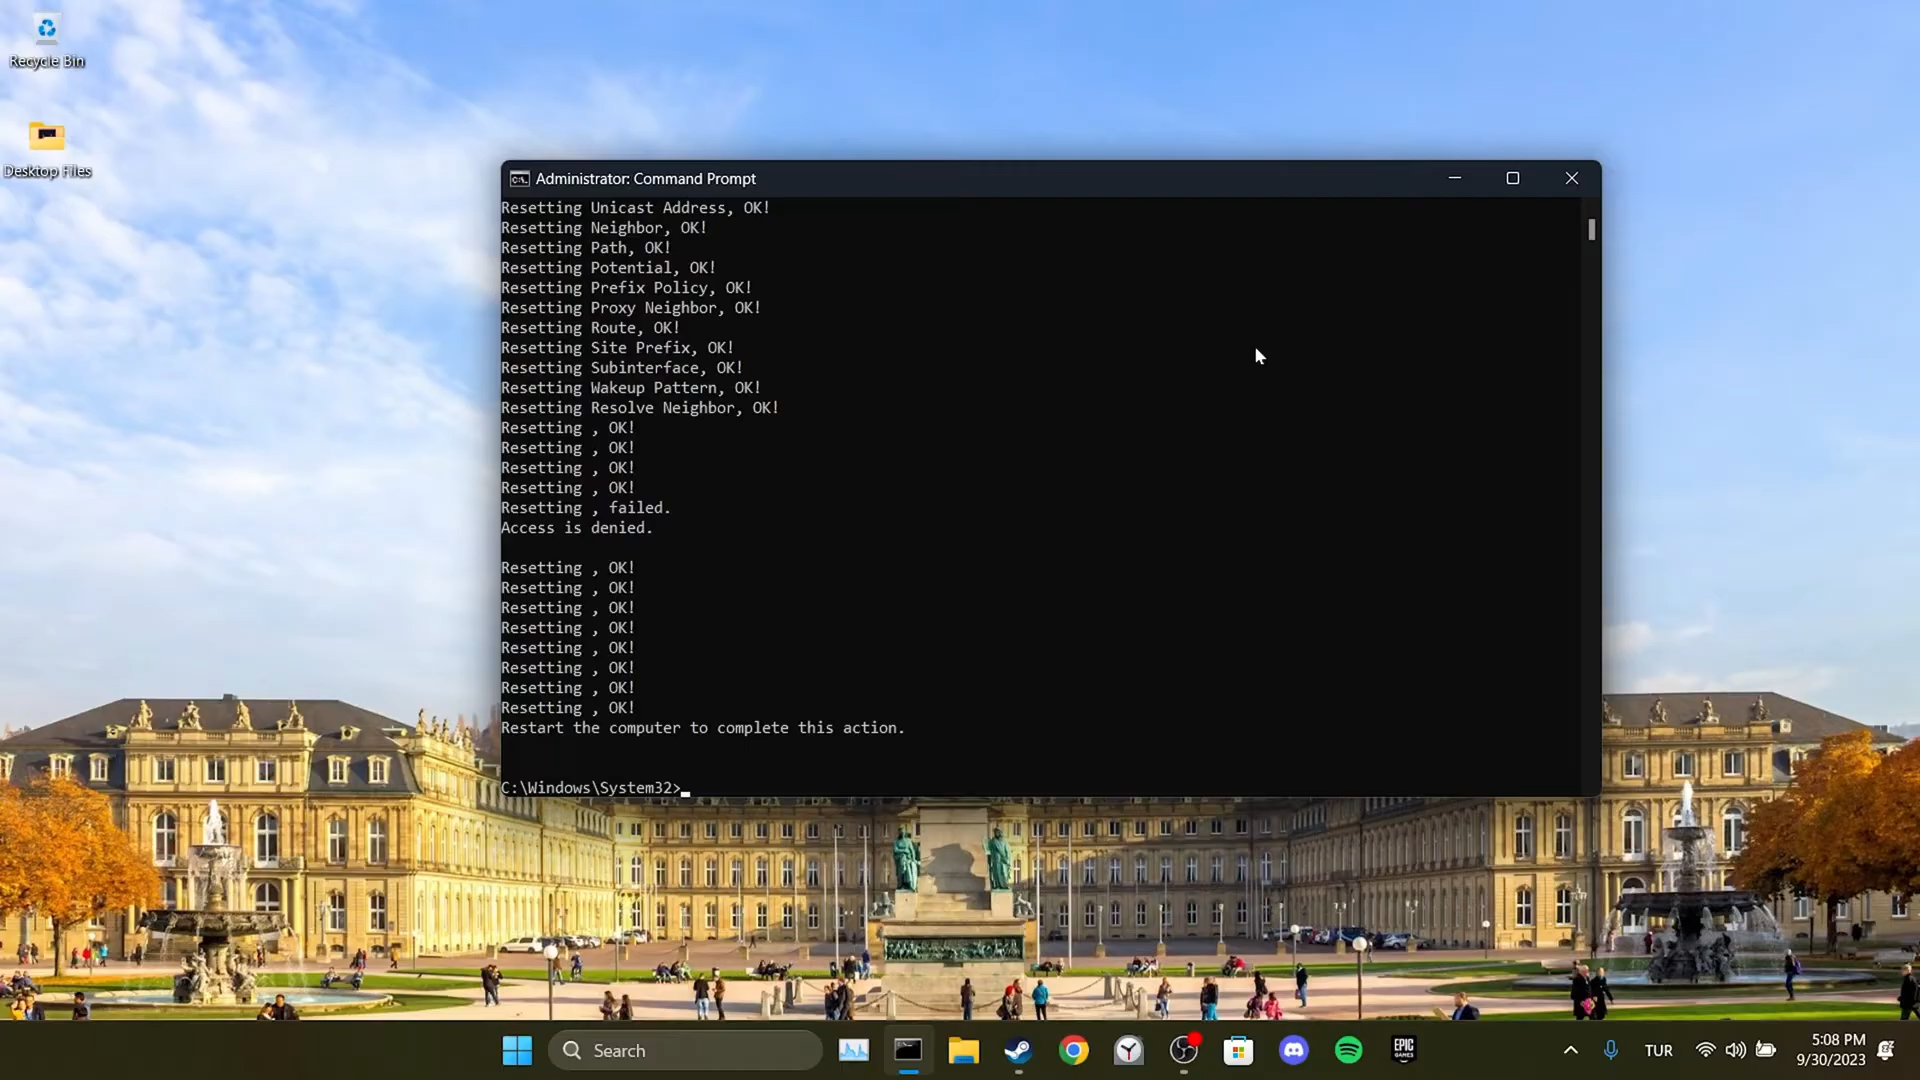 Recycle Bin
Desktop Files
Administrator: Command Prompt
Resetting Unicast Address, OK!
Resetting Neighbor, OK!
Resetting Path, OK!
Resetting Potential, OK!
Resetting Prefix Policy, OK!
Resetting Proxy Neighbor, OK!
Resetting Route, OK!
Resetting Site Prefix, OK!
Resetting Subinterface, OK!
Resetting Wakeup Pattern, OK!
Resetting Resolve Neighbor, OK!
Resetting , OK!
Resetting , OK!
Resetting , OK!
Resetting , OK!
Resetting , failed.
Access is denied.
Resetting , OK!
Resetting , OK!
Resetting , OK!
Resetting , OK!
Resetting , OK!
Resetting , OK!
Resetting , OK!
Resetting , OK!
Restart the computer to complete this action.
C:\Windows\System32>
Search
EPIC
GAMES
TUR
5:08 PM
9/30/2023